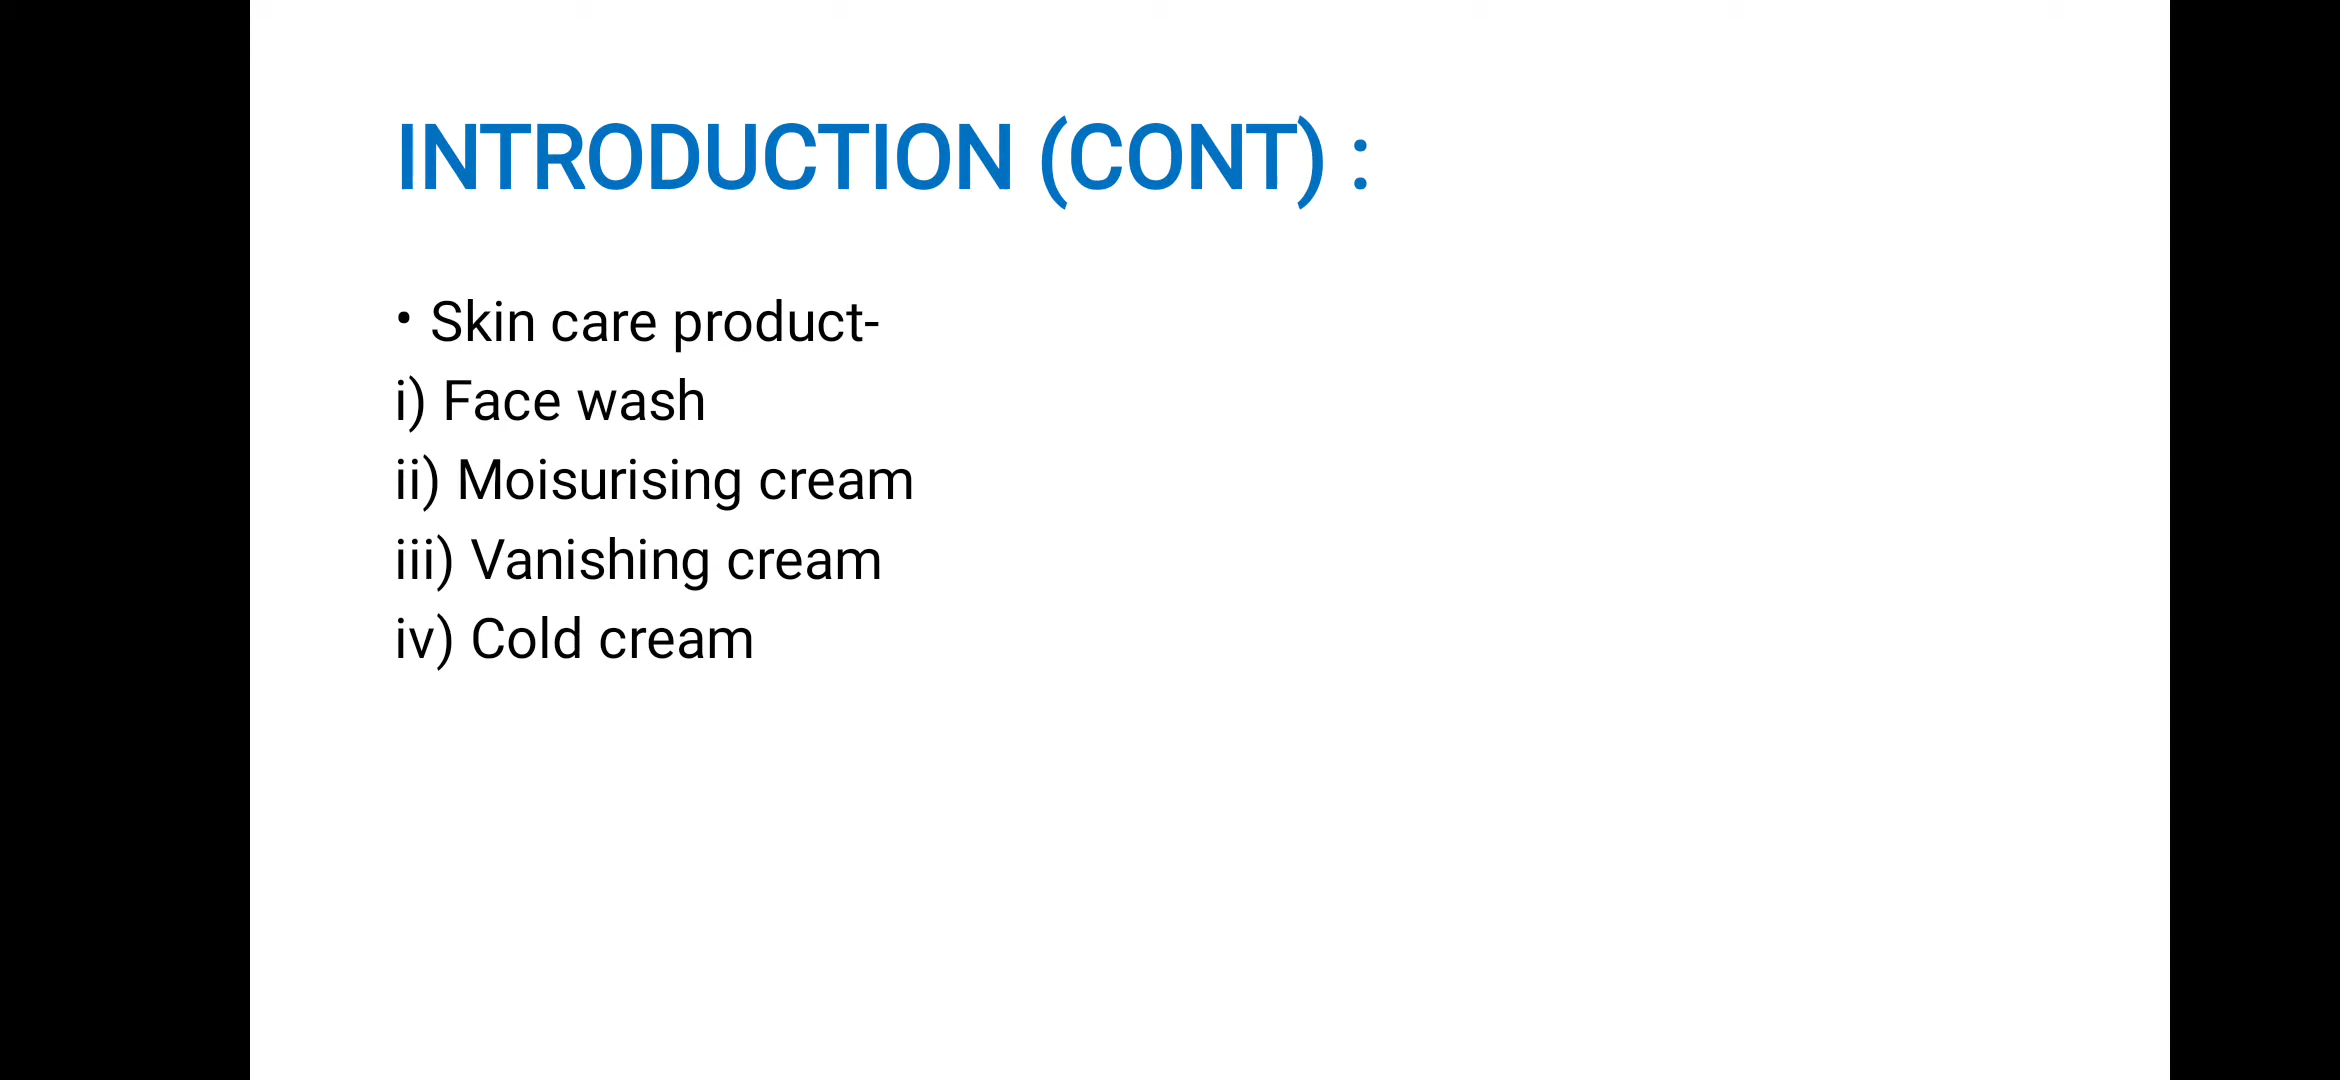 INTRODUCTION (CONT) :
• Skin care product-
i) Face wash
ii) Moisurising cream
iii) Vanishing cream
iv) Cold cream